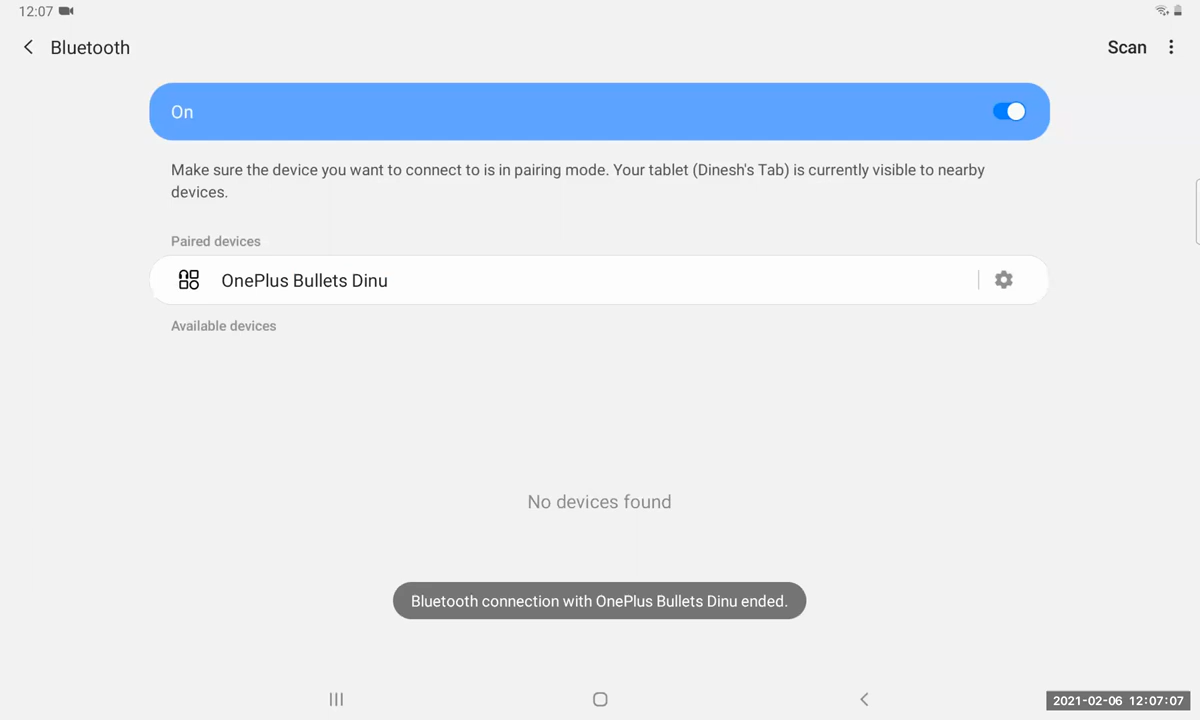 12:07
Bluetooth
Scan
On
Make sure the device you want to connect to is in pairing mode. Your tablet (Dinesh's Tab) is currently visible to nearby
devices.
Paired devices
OnePlus Bullets Dinu
Available devices
No devices found
Bluetooth connection with OnePlus Bullets Dinu ended.
2021-02-06 12:07:07